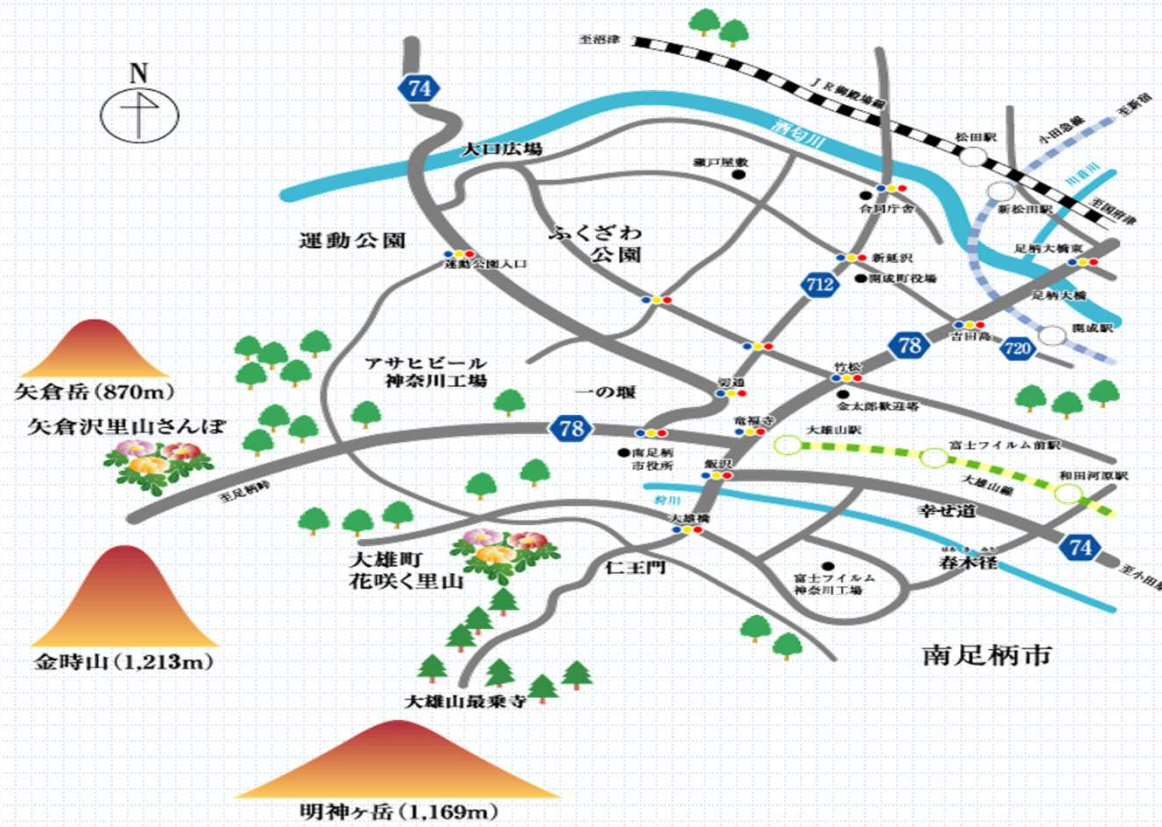 N
74
至沼津
JR御殿場線
松田駅
小田急線
至新宿
大口広場
酒匂川
瀬戸屋敷
川音川
合同庁舎
新松田駅
至国府津
運動公園
運動公園入口
ふくざわ
公園
新延沢
712
開成町役場
足柄大橋東
足柄大橋
開成駅
吉田島
720
78
矢倉岳(870m)
アサヒビール
神奈川工場
一の堰
竹松
金太郎歓迎塔
矢倉沢里山さんぽ
78
竜福寺
大雄山駅
富士フイルム前駅
和田河原駅
大雄山線
南足柄
市役所
飯沢
至足柄峠
狩川
大雄橋
幸せ道
はるきみち
春木径
74
大雄町
花咲く里山
仁王門
富士フイルム
神奈川工場
金時山(1,213m)
南足柄市
大雄山最乗寺
明神ヶ岳(1,169m)